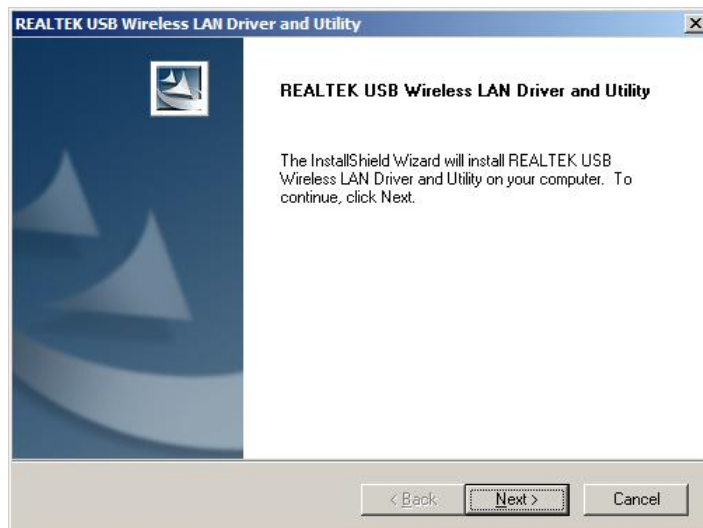 REALTEK USB Wireless LAN Driver and Utility
REALTEK USB Wireless LAN Driver and Utility
The InstallShield Wizard will install REALTEK USB
Wireless LAN Driver and Utility on your computer. To
continue, click Next.
< Back Next > Cancel